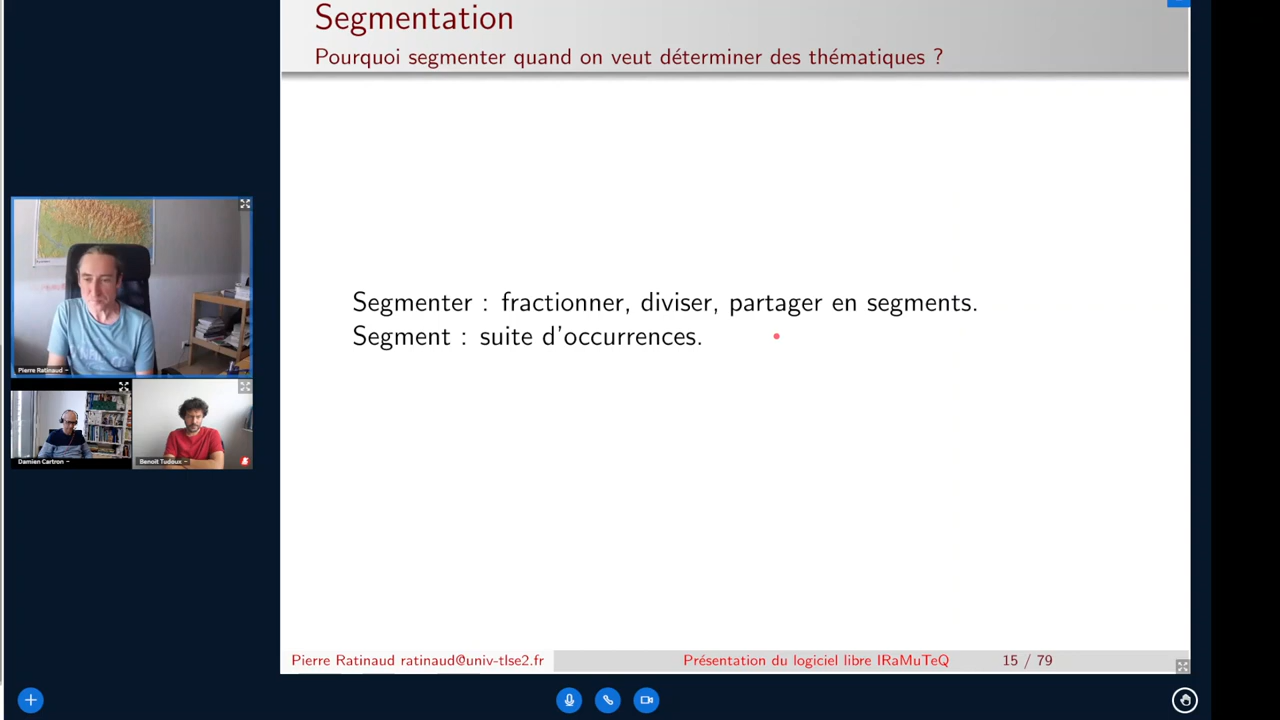 Segmentation
Pourquoi segmenter quand on veut déterminer des thématiques ?
Segmenter : fractionner, diviser, partager en segments.
Segment : suite d'occurrences.
Pierre Ratinaud
Damien Cartron
Benoit Tudoux
Pierre Ratinaud ratinaud@univ-tlse2.fr
Présentation du logiciel libre IRaMuTeQ
15 / 79